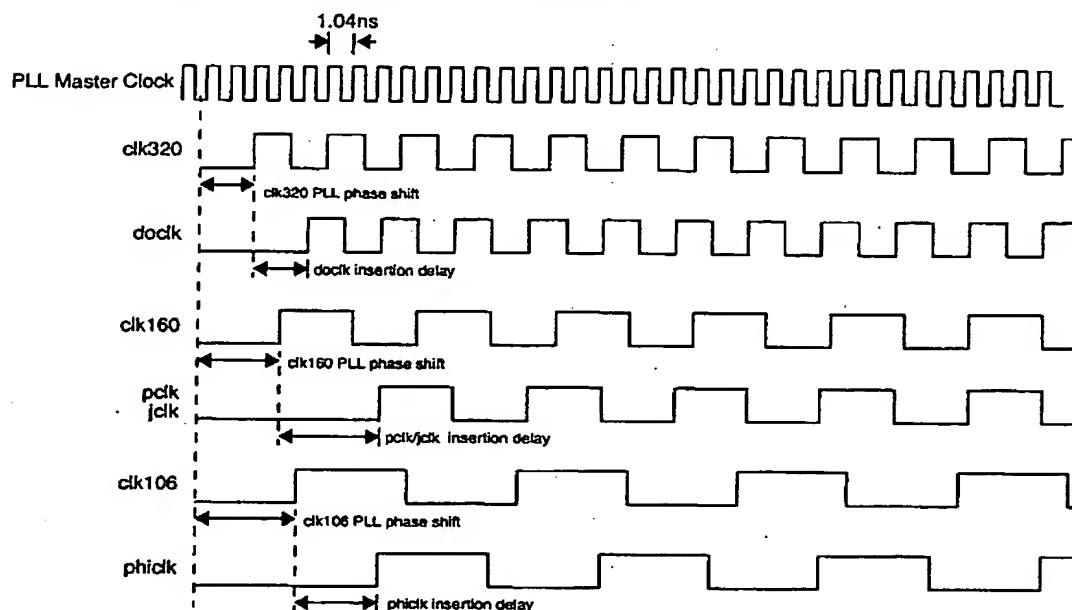 1.04ns
PLL Master Clock
clk320
clk320 PLL phase shift
doclk
doclk insertion delay
clk160
clk160 PLL phase shift
pclk
jclk
pclk/jclk insertion delay
clk106
clk106 PLL phase shift
phiclk
phiclk insertion delay